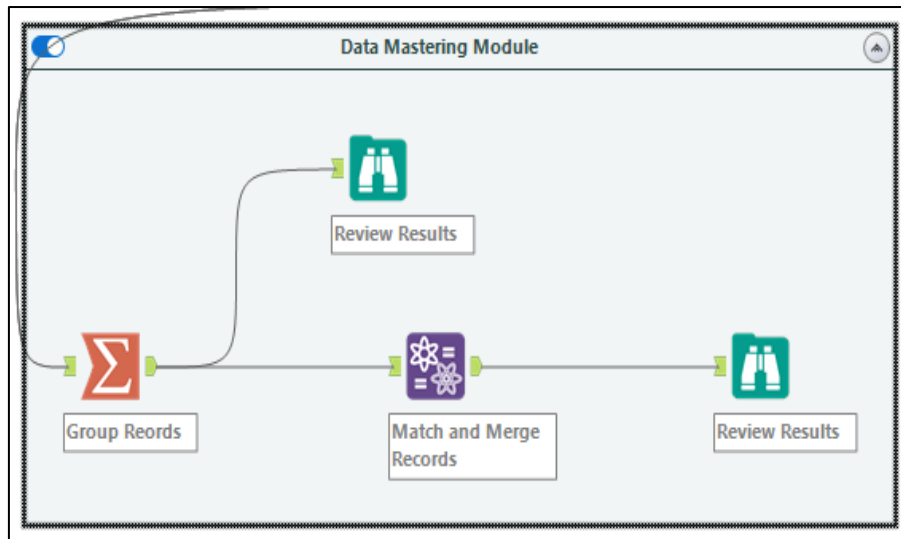 Data Mastering Module
Review Results
Group Reords
Match and Merge
Records
Review Results